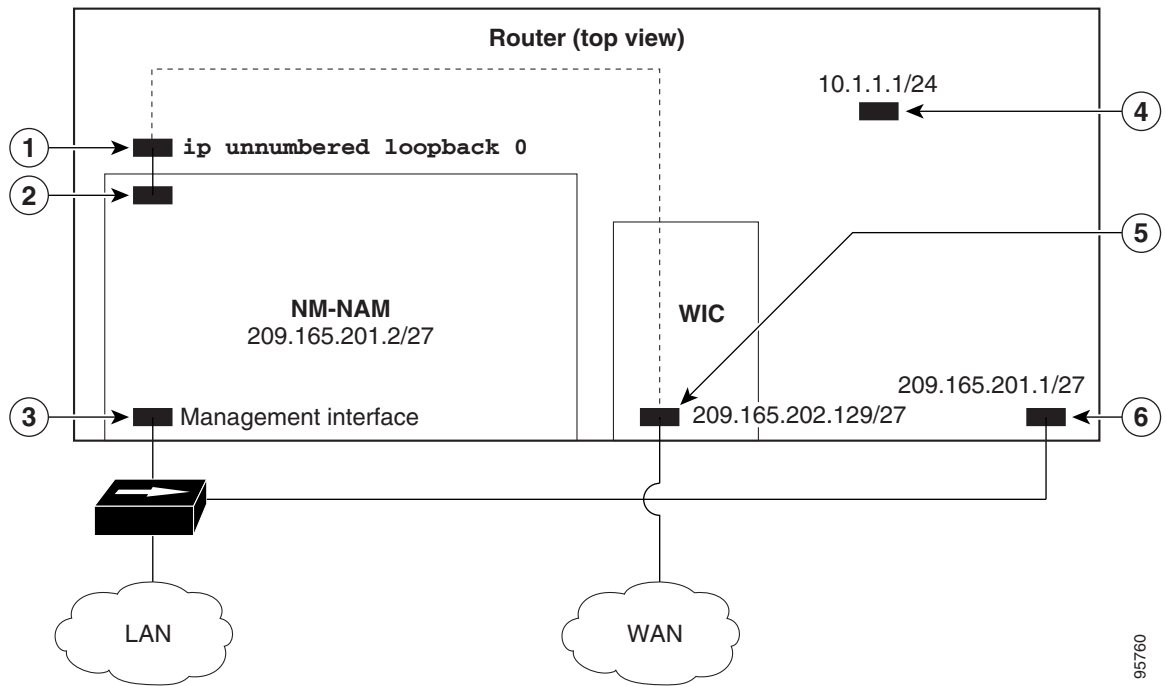 Router (top view)
10.1.1.1/24
4
1
ip unnumbered loopback 0
2
5
NM-NAM
209.165.201.2/27
WIC
209.165.201.1/27
3
Management interface
209.165.202.129/27
6
LAN
WAN
95760